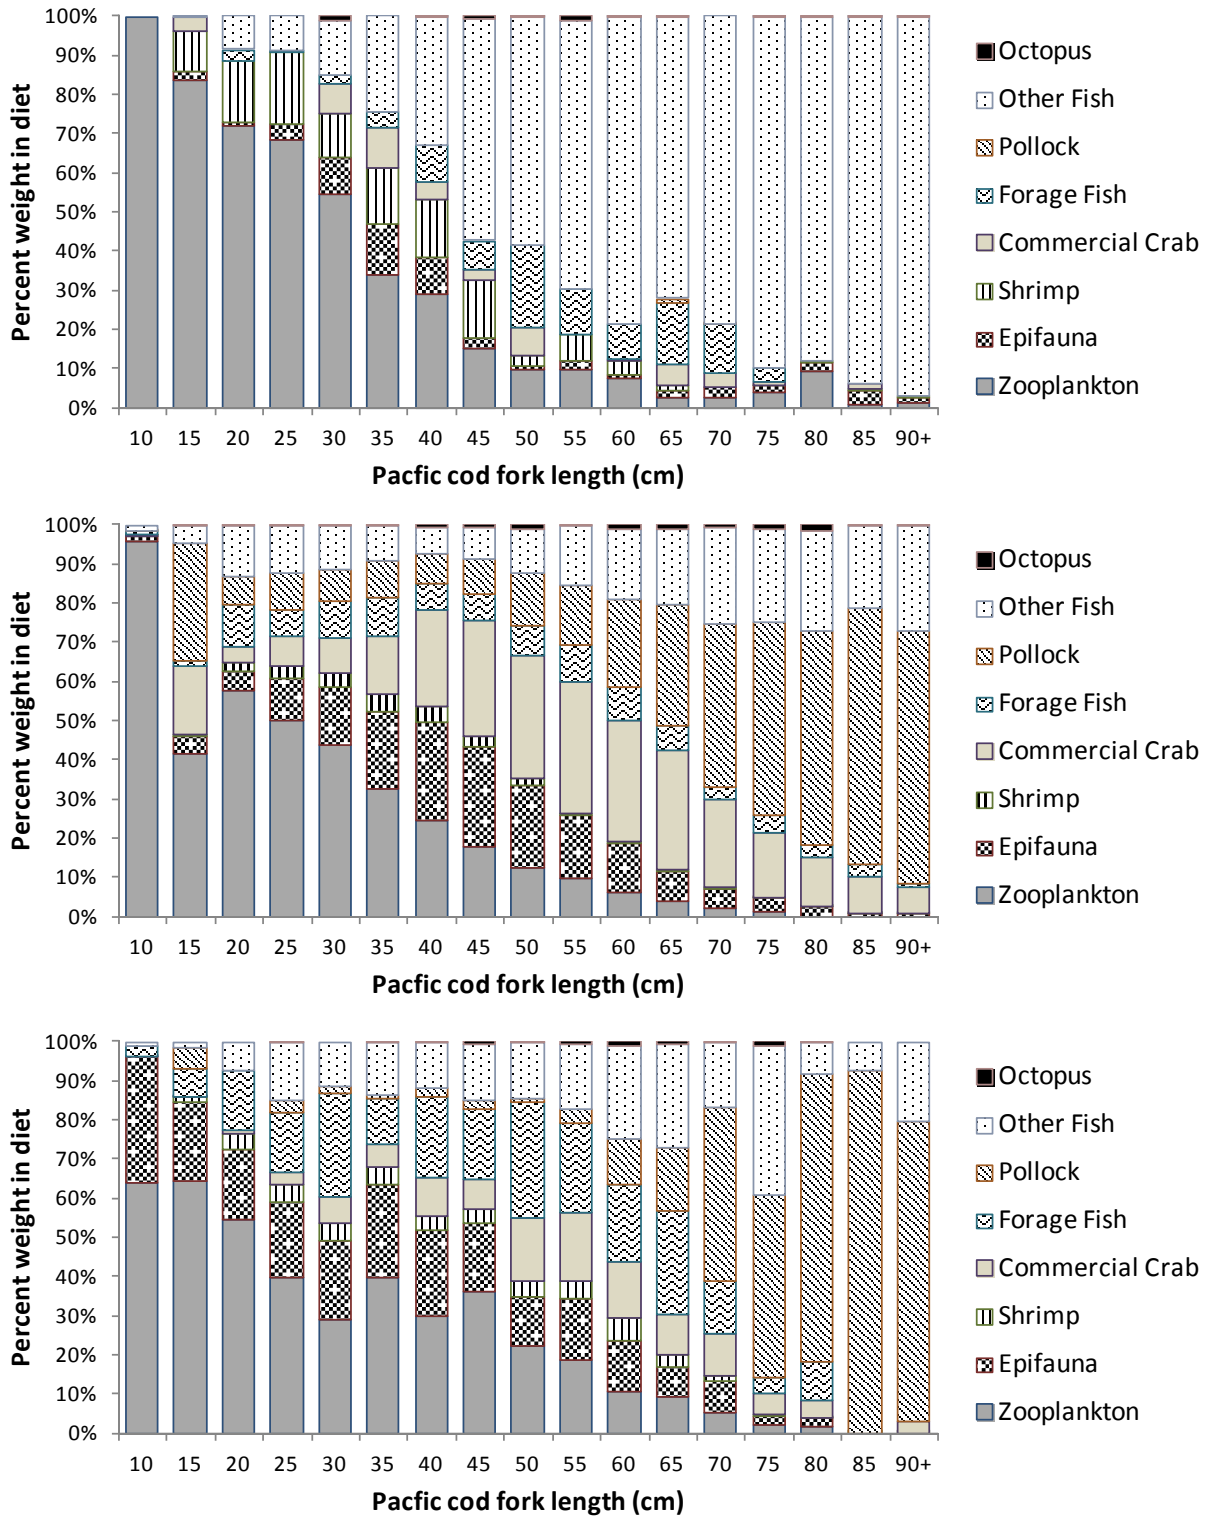 100%
90%
80%
70%
60%
50%
40%
30%
20%
10%
0%
Percent weight in diet
10 15 20 25 30 35 40 45 50 55 60 65 70 75 80 85 90+
Pacfic cod fork length (cm)
Octopus
Other Fish
Pollock
Forage Fish
Commercial Crab
Shrimp
Epifauna
Zooplankton
100%
90%
80%
70%
60%
50%
40%
30%
20%
10%
0%
Percent weight in diet
10 15 20 25 30 35 40 45 50 55 60 65 70 75 80 85 90+
Pacfic cod fork length (cm)
Octopus
Other Fish
Pollock
Forage Fish
Commercial Crab
Shrimp
Epifauna
Zooplankton
100%
90%
80%
70%
60%
50%
40%
30%
20%
10%
0%
Percent weight in diet
10 15 20 25 30 35 40 45 50 55 60 65 70 75 80 85 90+
Pacfic cod fork length (cm)
Octopus
Other Fish
Pollock
Forage Fish
Commercial Crab
Shrimp
Epifauna
Zooplankton